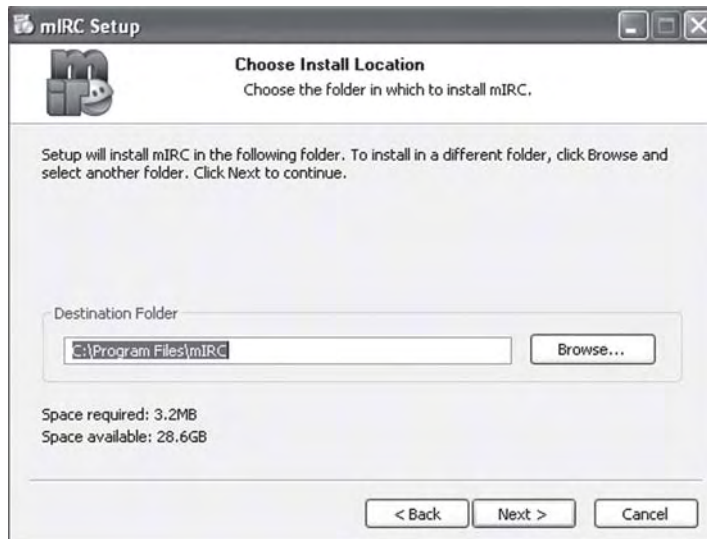 mIRC Setup
Choose Install Location
Choose the folder in which to install mIRC.
Setup will install mIRC in the following folder. To install in a different folder, click Browse and
select another folder. Click Next to continue.
Destination Folder
C:\Program Files\mIRC
Browse...
Space required: 3.2MB
Space available: 28.6GB
< Back
Next >
Cancel